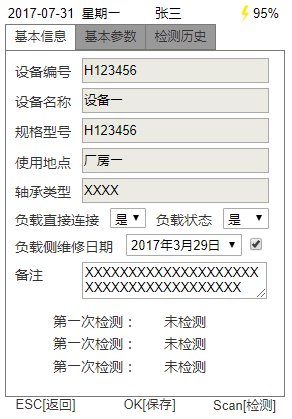 2017-07-31 星期一 张三 95%
基本信息 基本参数 检测历史
设备编号 H123456
设备名称 设备一
规格型号 H123456
使用地点 厂房一
轴承类型 XXXX
负载直接连接 是 负载状态 是
负载侧维修日期 2017年3月29日
备注 XXXXXXXXXXXXXXXXXXXX
XXXXXXXXXXXXXXXXXX
第一次检测： 未检测
第一次检测： 未检测
第一次检测： 未检测
ESC[返回] OK[保存] Scan[检测]